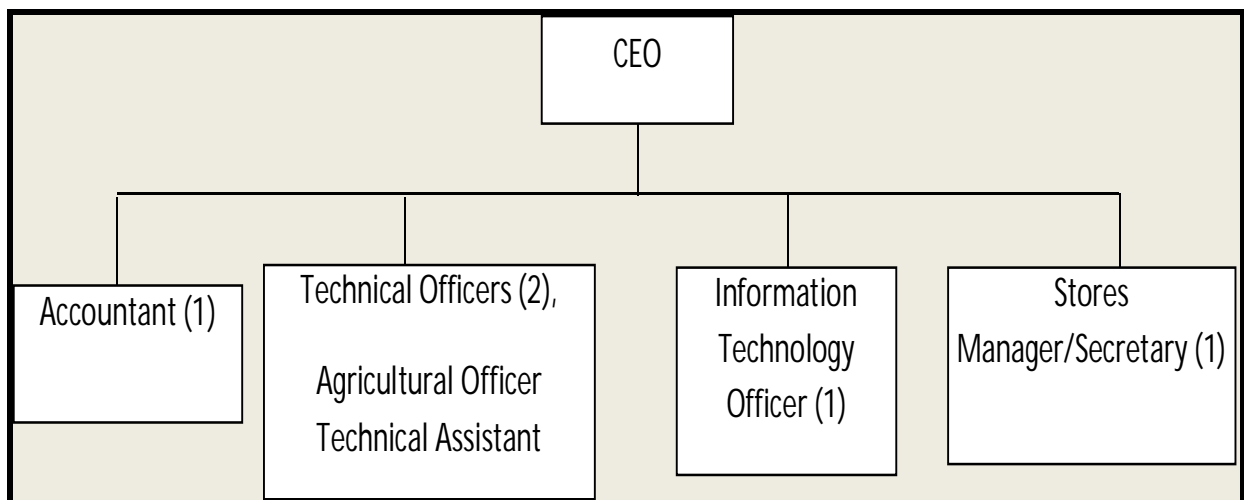 CEO
Accountant (1)
Technical Officers (2),
Agricultural Officer
Technical Assistant
Information
Technology
Officer (1)
Stores
Manager/Secretary (1)